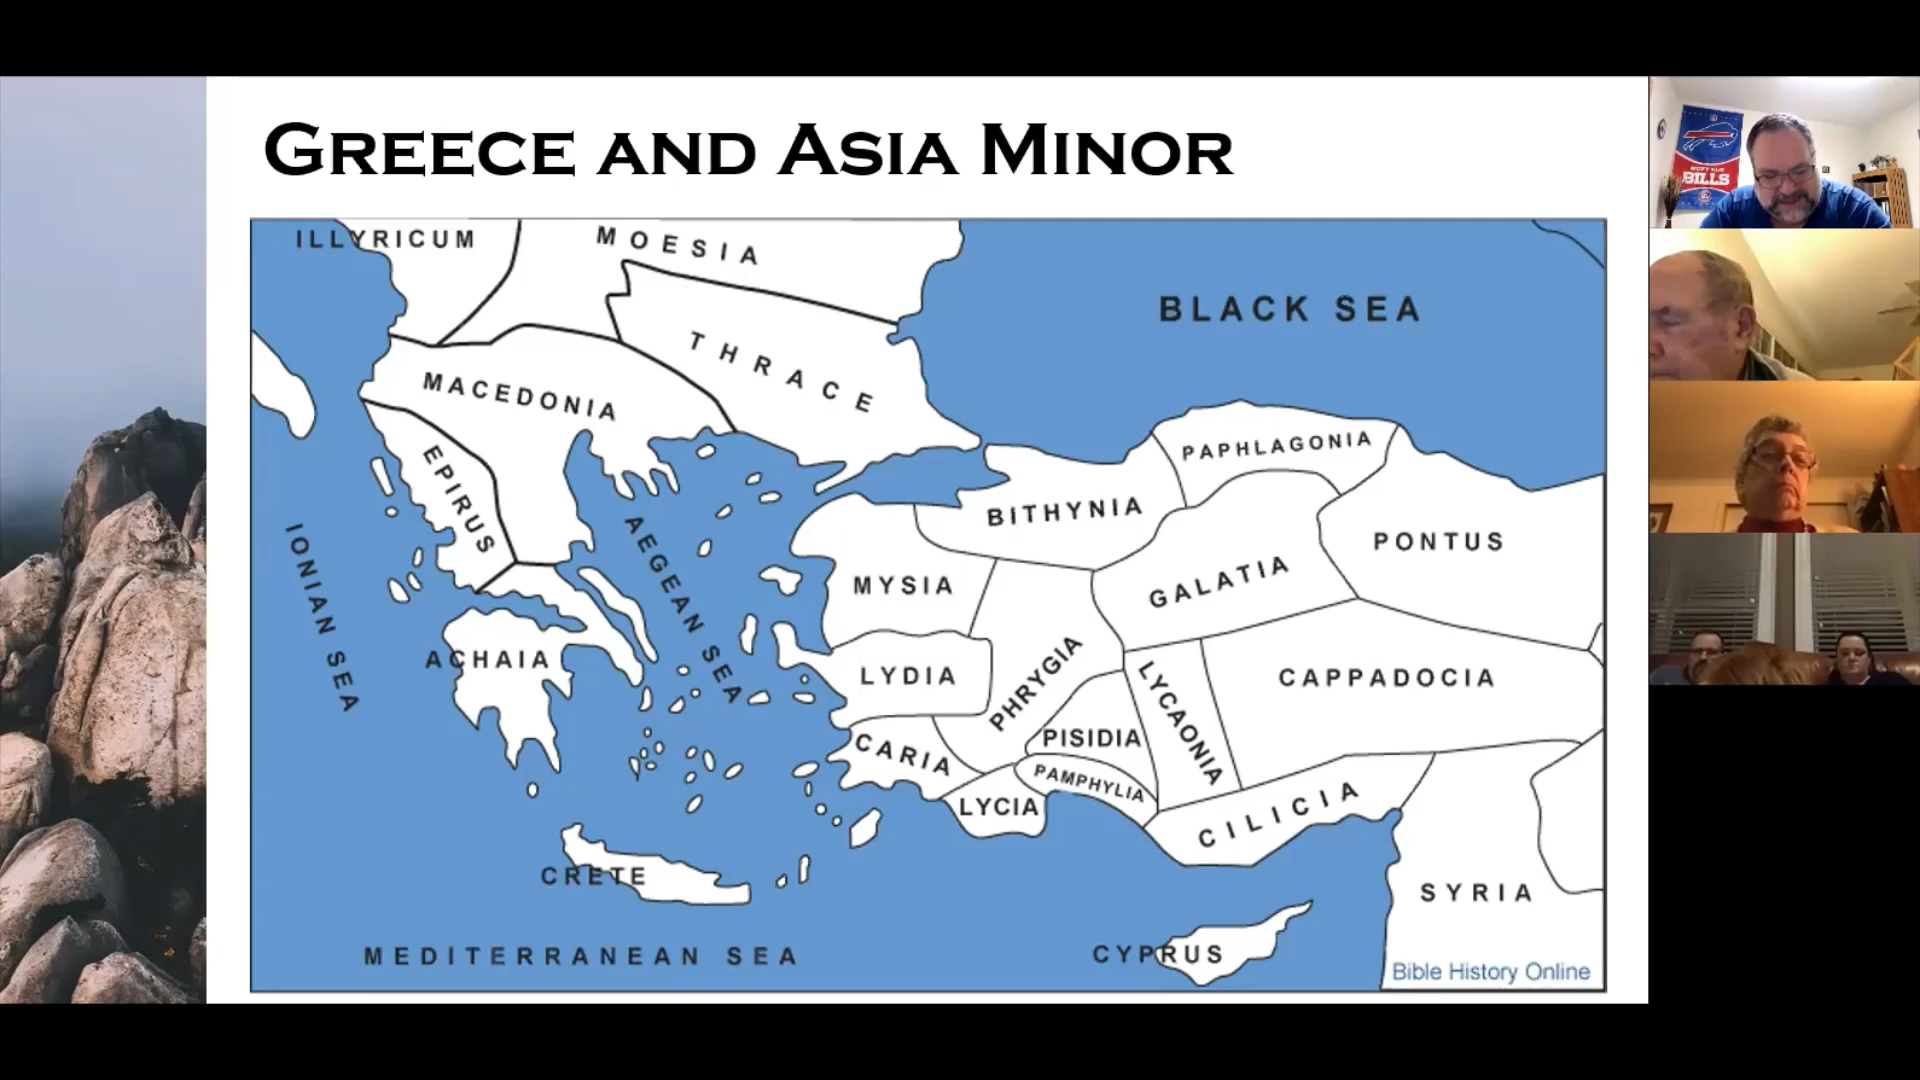 GREECE AND ASIA MINOR
ILLYRICUM
MOESIA
BLACK SEA
THRACE
MACEDONIA
EPIRUS
PAPHLAGONIA
BITHYNIA
PONTUS
GALATIA
MYSIA
IONIAN SEA
AEGEAN SEA
ACHAIA
LYDIA
PHRYGIA
LYCAONIA
CAPPADOCIA
PISIDIA
CARIA
PAMPHYLIA
LYCIA
CILICIA
CRETE
SYRIA
MEDITERRANEAN SEA
CYPRUS
Bible History Online
BUFFALO
BILLS